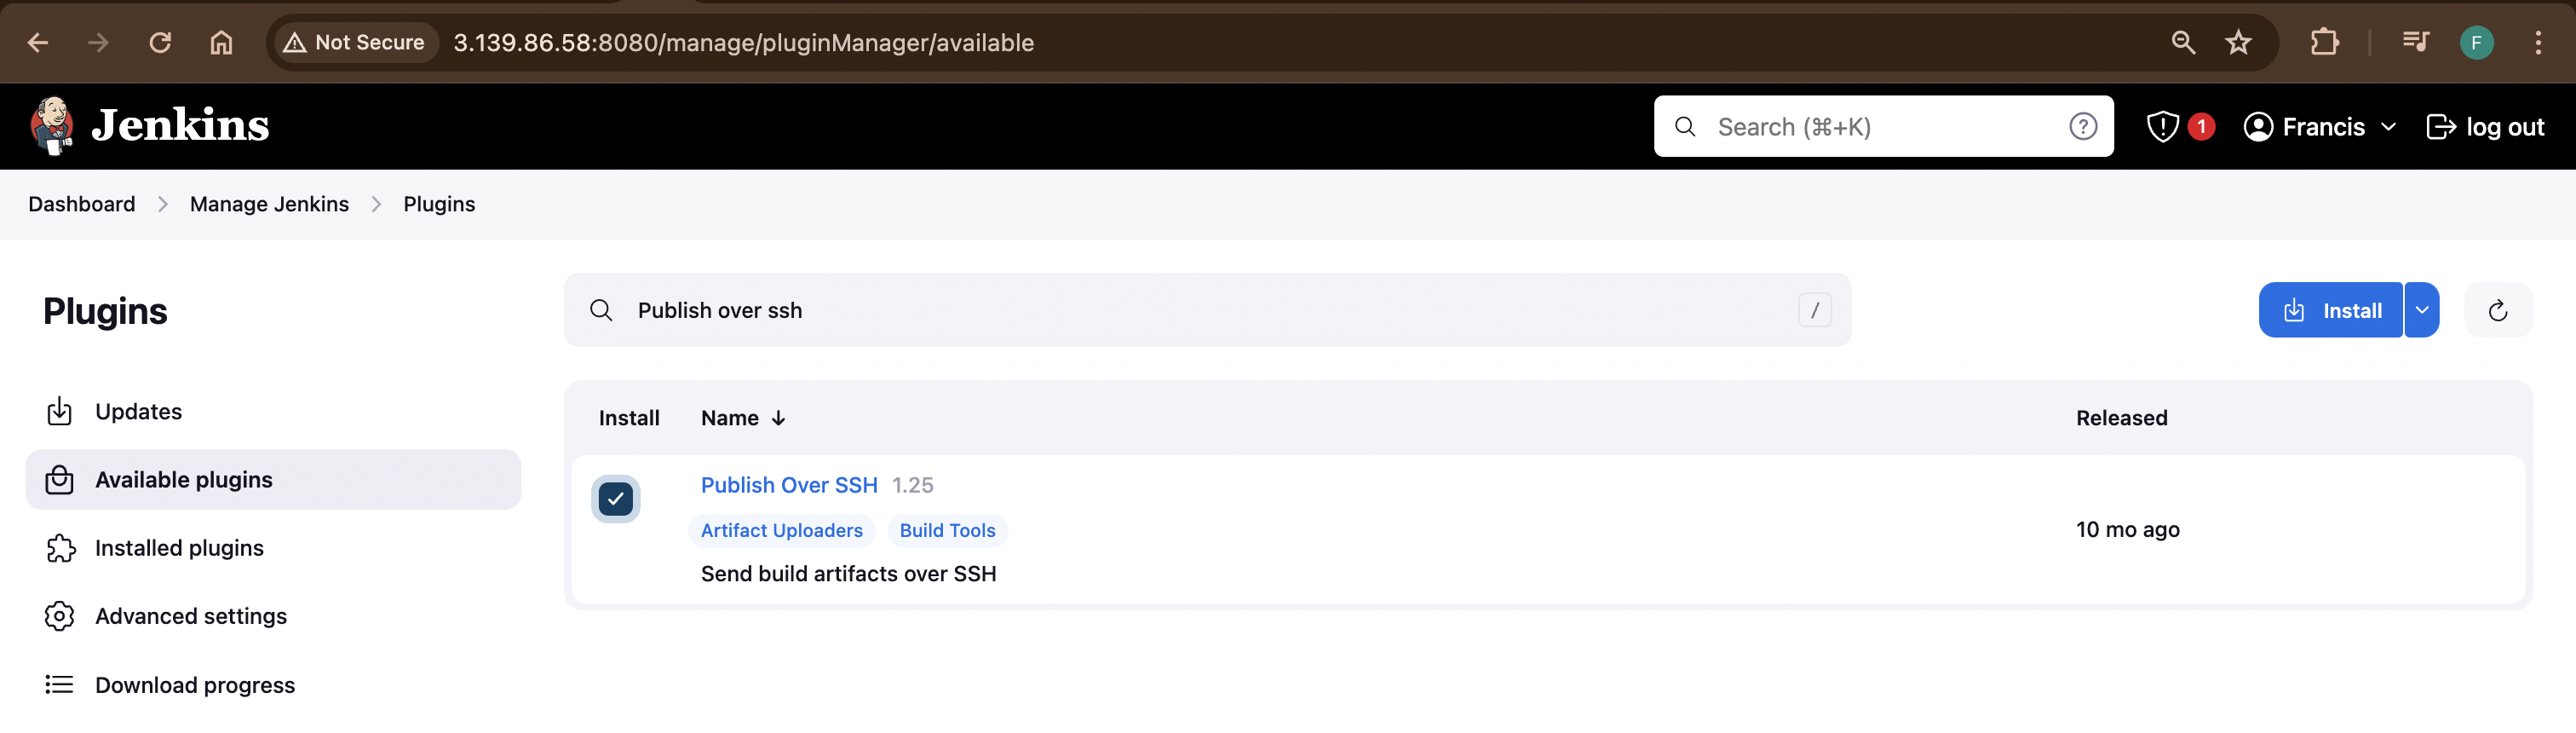 Not Secure 3.139.86.58:8080/manage/pluginManager/available F
Jenkins Search (⌘+K) ? 1 Francis log out
Dashboard Manage Jenkins Plugins
Plugins
Publish over ssh /
Install
Updates
Available plugins
Installed plugins
Advanced settings
Download progress
Install Name Released
Publish Over SSH 1.25
Artifact Uploaders Build Tools
10 mo ago
Send build artifacts over SSH